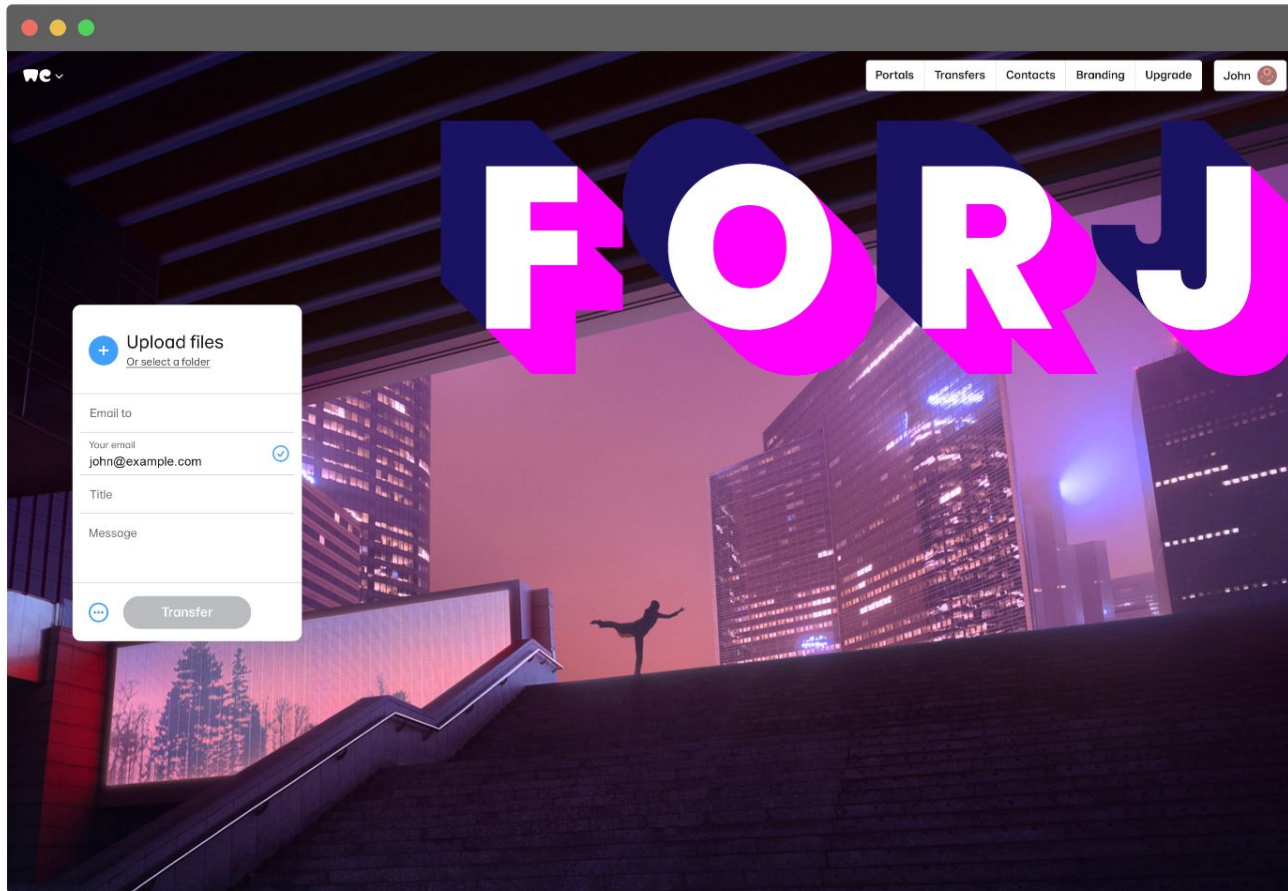 we
Portals Transfers Contacts Branding Upgrade John
FORJ
Upload files
Or select a folder
Email to
Your email
john@example.com
Title
Message
Transfer